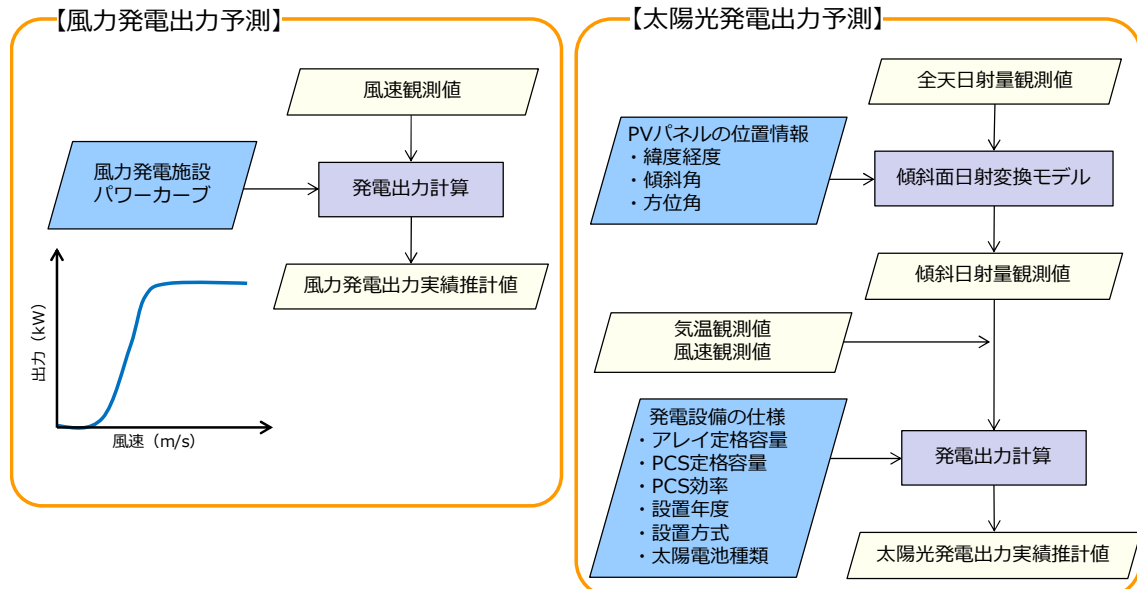 【風力発電出力予測】
風速観測値
風力発電施設
パワーカーブ
発電出力計算
風力発電出力実績推計値
出力（kW）
風速（m/s）
【太陽光発電出力予測】
全天日射量観測値
PVパネルの位置情報
・緯度経度
・傾斜角
・方位角
傾斜面日射変換モデル
傾斜日射量観測値
気温観測値
風速観測値
発電設備の仕様
・アレイ定格容量
・PCS定格容量
・PCS効率
・設置年度
・設置方式
・太陽電池種類
発電出力計算
太陽光発電出力実績推計値